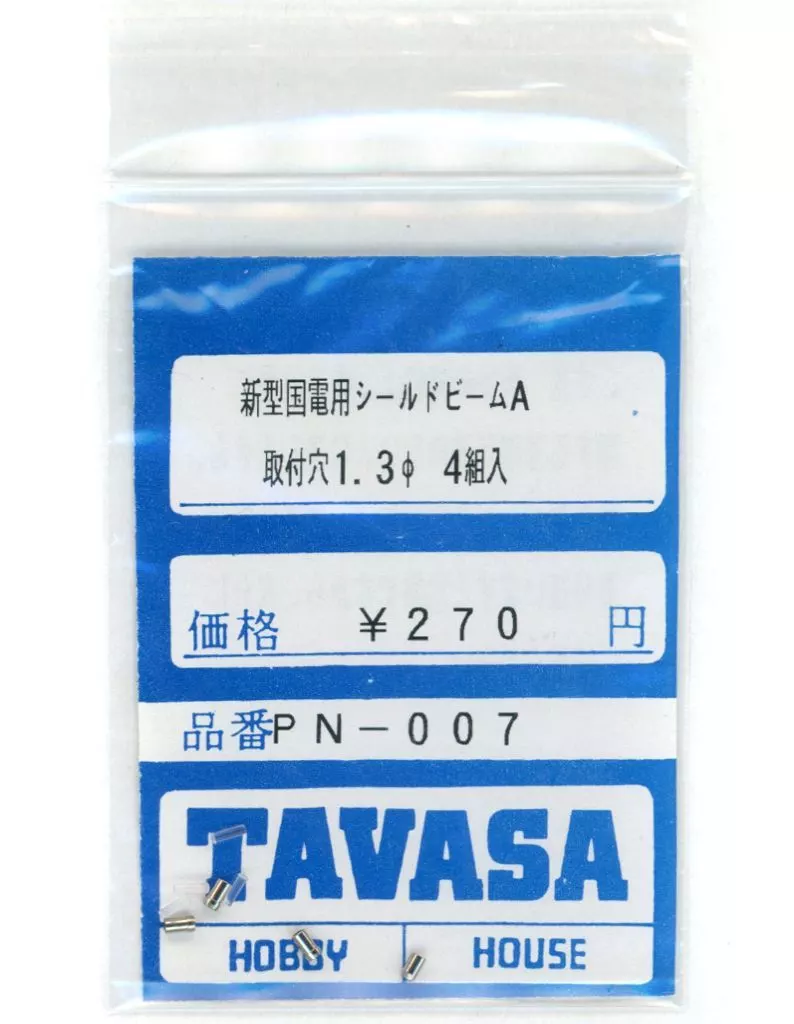 新型国電用シールドビームA
取付穴1.3φ 4組入
価格 ¥270 円
品番PN-007
TAVASA
HOBBY HOUSE